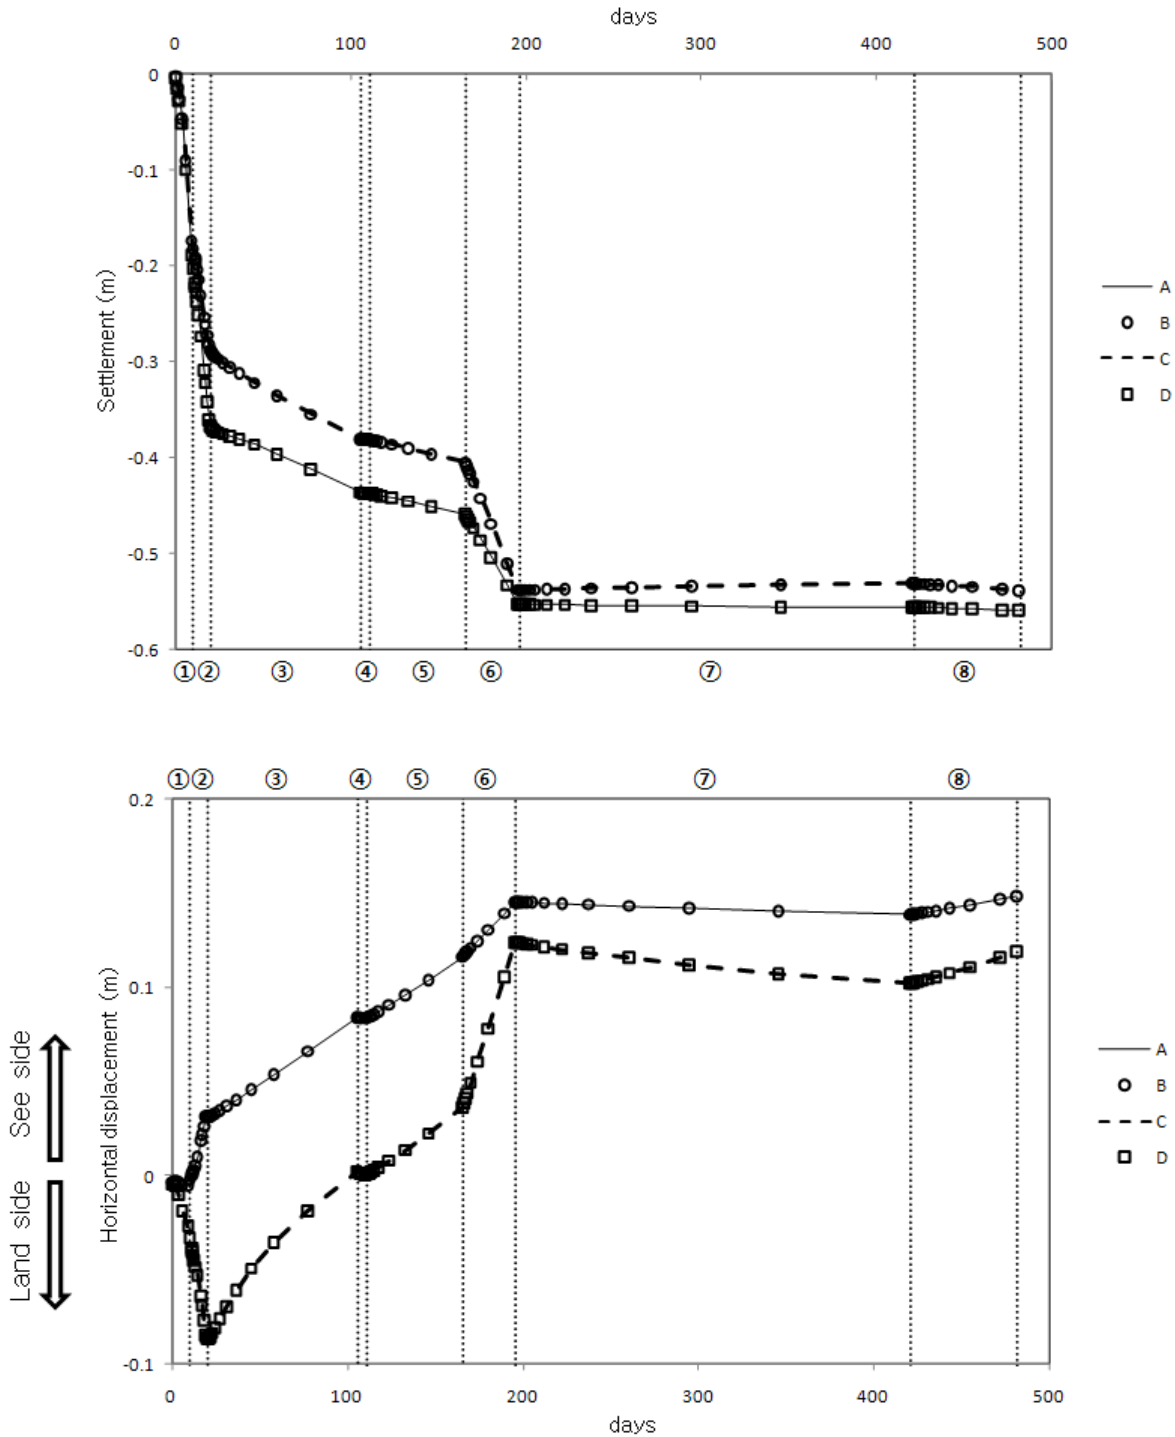 days
0 100 200 300 400 500
0
-0.1
-0.2
-0.3
-0.4
-0.5
-0.6
Settlement (m)
A
B
C
D
① ② ③ ④ ⑤ ⑥ ⑦ ⑧
① ② ③ ④ ⑤ ⑥ ⑦ ⑧
0.2
0.1
0
-0.1
Horizontal displacement (m)
See side
Land side
A
B
C
D
0 100 200 300 400 500
days